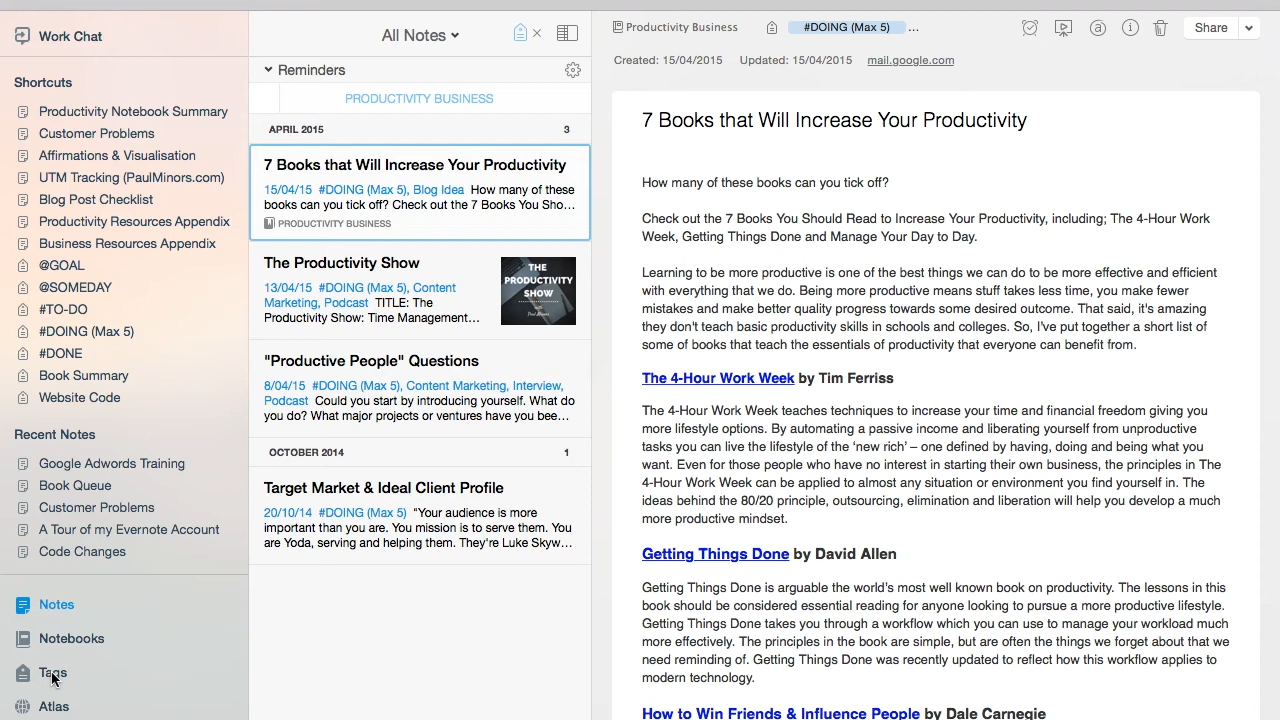 Work Chat
Shortcuts
Productivity Notebook Summary
Customer Problems
Affirmations & Visualisation
UTM Tracking (PaulMinors.com)
Blog Post Checklist
Productivity Resources Appendix
Business Resources Appendix
@GOAL
@SOMEDAY
#TO-DO
#DOING (Max 5)
#DONE
Book Summary
Website Code
Recent Notes
Google Adwords Training
Book Queue
Customer Problems
A Tour of my Evernote Account
Code Changes
Notes
Notebooks
Tags
Atlas
All Notes
Reminders
PRODUCTIVITY BUSINESS
APRIL 2015 3
7 Books that Will Increase Your Productivity
15/04/15 #DOING (Max 5), Blog Idea How many of these
books can you tick off? Check out the 7 Books You Sho...
PRODUCTIVITY BUSINESS
The Productivity Show
13/04/15 #DOING (Max 5), Content
Marketing, Podcast TITLE: The
Productivity Show: Time Management...
THE
PRODUCTIVITY
SHOW
with
Paul Minors
"Productive People" Questions
8/04/15 #DOING (Max 5), Content Marketing, Interview,
Podcast Could you start by introducing yourself. What do
you do? What major projects or ventures have you bee...
OCTOBER 2014 1
Target Market & Ideal Client Profile
20/10/14 #DOING (Max 5) "Your audience is more
important than you are. You mission is to serve them. You
are Yoda, serving and helping them. They're Luke Skyw...
Productivity Business #DOING (Max 5) ... Share
Created: 15/04/2015 Updated: 15/04/2015 mail.google.com
7 Books that Will Increase Your Productivity
How many of these books can you tick off?
Check out the 7 Books You Should Read to Increase Your Productivity, including; The 4-Hour Work
Week, Getting Things Done and Manage Your Day to Day.
Learning to be more productive is one of the best things we can do to be more effective and efficient
with everything that we do. Being more productive means stuff takes less time, you make fewer
mistakes and make better quality progress towards some desired outcome. That said, it's amazing
they don't teach basic productivity skills in schools and colleges. So, I've put together a short list of
some of books that teach the essentials of productivity that everyone can benefit from.
The 4-Hour Work Week by Tim Ferriss
The 4-Hour Work Week teaches techniques to increase your time and financial freedom giving you
more lifestyle options. By automating a passive income and liberating yourself from unproductive
tasks you can live the lifestyle of the 'new rich' – one defined by having, doing and being what you
want. Even for those people who have no interest in starting their own business, the principles in The
4-Hour Work Week can be applied to almost any situation or environment you find yourself in. The
ideas behind the 80/20 principle, outsourcing, elimination and liberation will help you develop a much
more productive mindset.
Getting Things Done by David Allen
Getting Things Done is arguable the world's most well known book on productivity. The lessons in this
book should be considered essential reading for anyone looking to pursue a more productive lifestyle.
Getting Things Done takes you through a workflow which you can use to manage your workload much
more effectively. The principles in the book are simple, but are often the things we forget about that we
need reminding of. Getting Things Done was recently updated to reflect how this workflow applies to
modern technology.
How to Win Friends & Influence People by Dale Carnegie